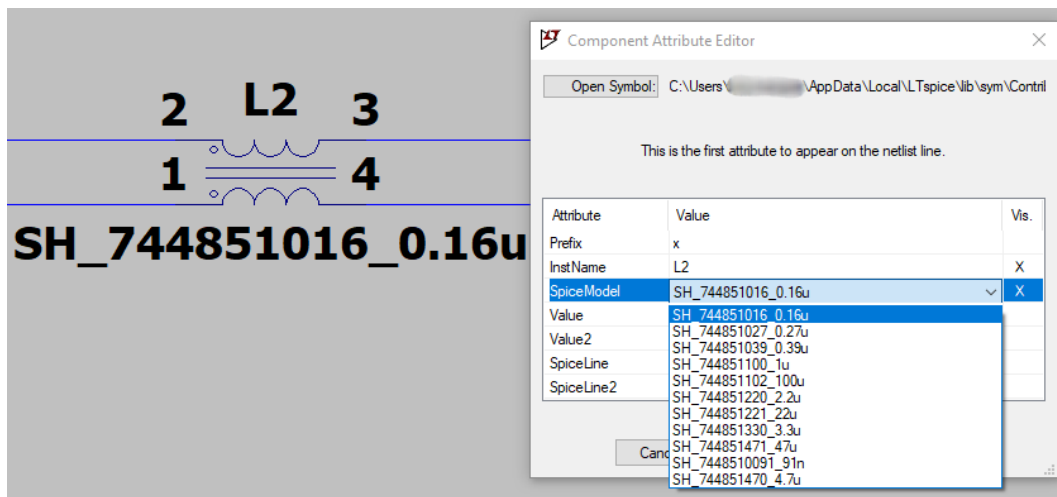 2 L2 3
1 4
SH_744851016_0.16u
Component Attribute Editor
Open Symbol: C:\Users\ \AppData\Local\LTspice\lib\sym\Contril
This is the first attribute to appear on the netlist line.
Attribute Value Vis.
Prefix x
InstName L2 X
SpiceModel SH_744851016_0.16u X
Value SH_744851016_0.16u
SH_744851027_0.27u
Value2 SH_744851039_0.39u
SpiceLine SH_744851100_1u
SH_744851102_100u
SpiceLine2 SH_744851220_2.2u
SH_744851221_22u
SH_744851330_3.3u
SH_744851471_47u
Canc SH_7448510091_91n
SH_744851470_4.7u